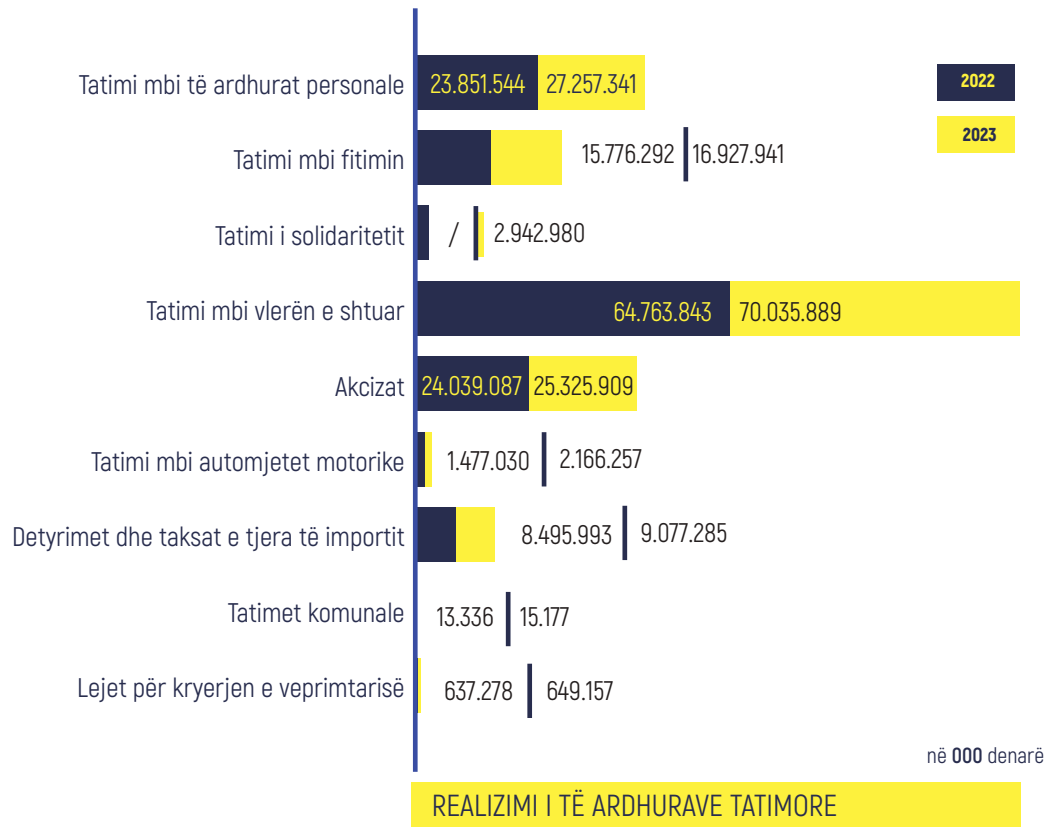 Tatimi mbi të ardhurat personale 23.851.544 27.257.341
2022
2023
Tatimi mbi fitimin 15.776.292 16.927.941
Tatimi i solidaritetit / 2.942.980
Tatimi mbi vlerën e shtuar 64.763.843 70.035.889
Akcizat 24.039.087 25.325.909
Tatimi mbi automjetet motorike 1.477.030 2.166.257
Detyrimet dhe taksat e tjera të importit 8.495.993 9.077.285
Tatimet komunale 13.336 15.177
Lejet për kryerjen e veprimtarisë 637.278 649.157
në 000 denarë
REALIZIMI I TË ARDHURAVE TATIMORE